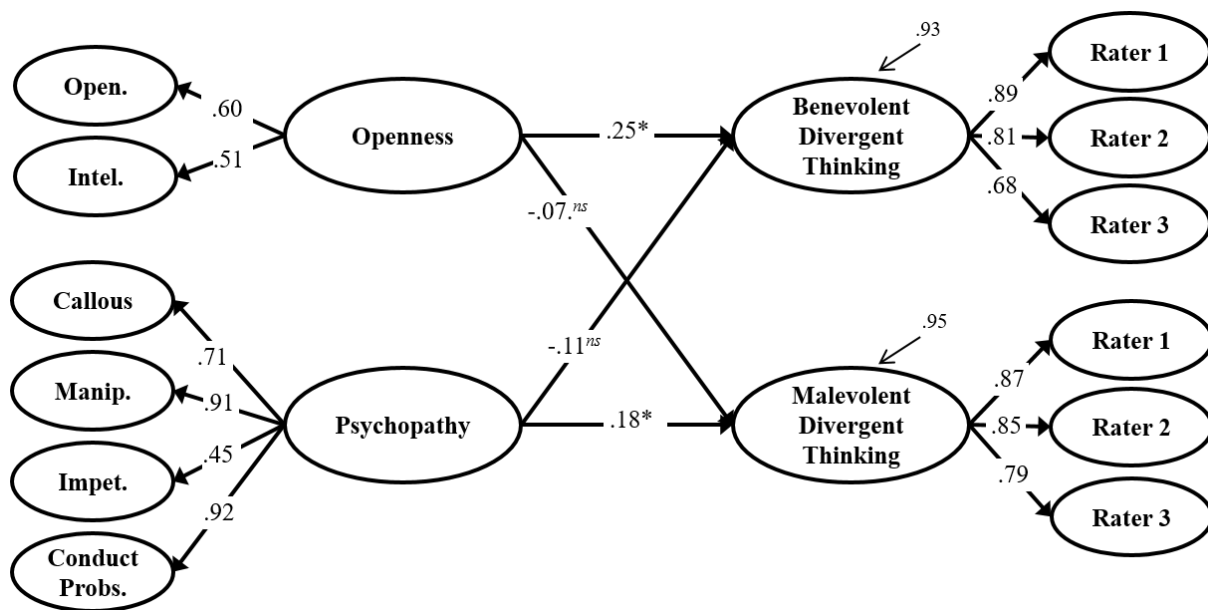 Open.
.60
Intel.
.51
Openness
.25*
-.07.ns
Benevolent
Divergent
Thinking
.93
.89
Rater 1
.81
Rater 2
.68
Rater 3
Callous
.71
Manip.
.91
Impet.
.45
Conduct
Probs.
.92
Psychopathy
-.11ns
.18*
Malevolent
Divergent
Thinking
.95
.87
Rater 1
.85
Rater 2
.79
Rater 3